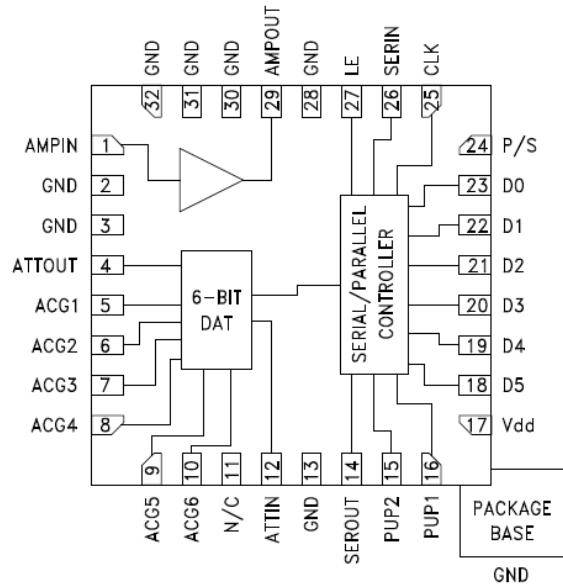 GND
GND
GND
AMPOUT
GND
LE
SERIN
CLK
32
31
30
29
28
27
26
25
AMPIN 1
GND 2
GND 3
ATTOUT 4
ACG1 5
ACG2 6
ACG3 7
ACG4 8
6-BIT
DAT
SERIAL/PARALLEL
CONTROLLER
24 P/S
23 D0
22 D1
21 D2
20 D3
19 D4
18 D5
17 Vdd
9
10
11
12
13
14
15
16
ACG5
ACG6
N/C
ATTIN
GND
SEROUT
PUP2
PUP1
PACKAGE
BASE
GND